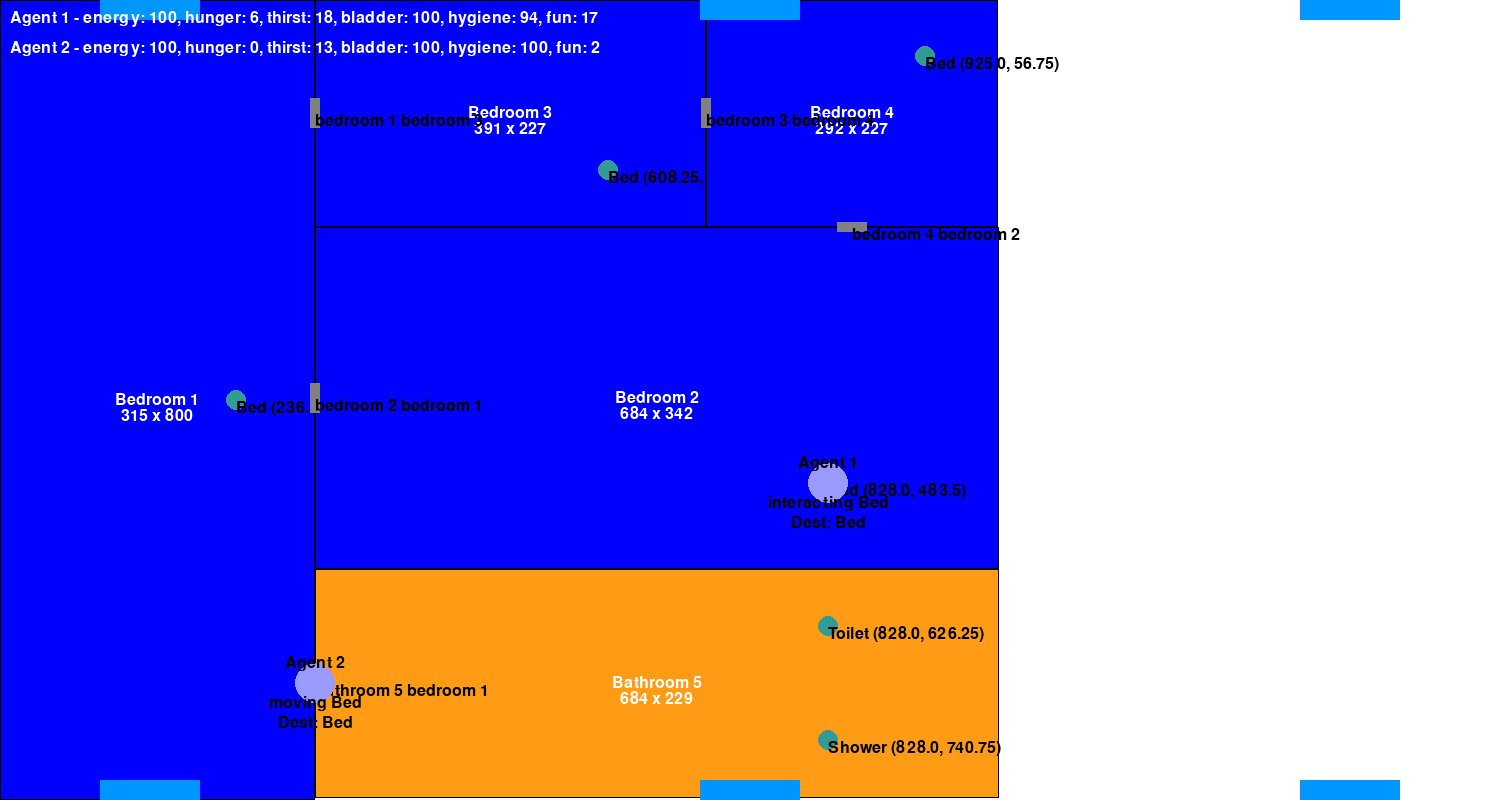 Agent 1 - energy: 100, hunger: 6, thirst: 18, bladder: 100, hygiene: 94, fun: 17
Agent 2 - energy: 100, hunger: 0, thirst: 13, bladder: 100, hygiene: 100, fun: 2
Bed (925.0, 56.75)
Bedroom 3
391 x 227
Bedroom 4
292 x 227
bedroom 1 bedroom 3
bedroom 3 bedroom 4
Bed (608.25,
bedroom 4 bedroom 2
Bedroom 1
315 x 800
Bed (236.
bedroom 2 bedroom 1
Bedroom 2
684 x 342
Agent 1
d (828.0, 483.5)
interacting Bed
Dest: Bed
Toilet (828.0, 626.25)
Agent 2
throom 5 bedroom 1
moving Bed
Dest: Bed
Bathroom 5
684 x 229
Shower (828.0, 740.75)